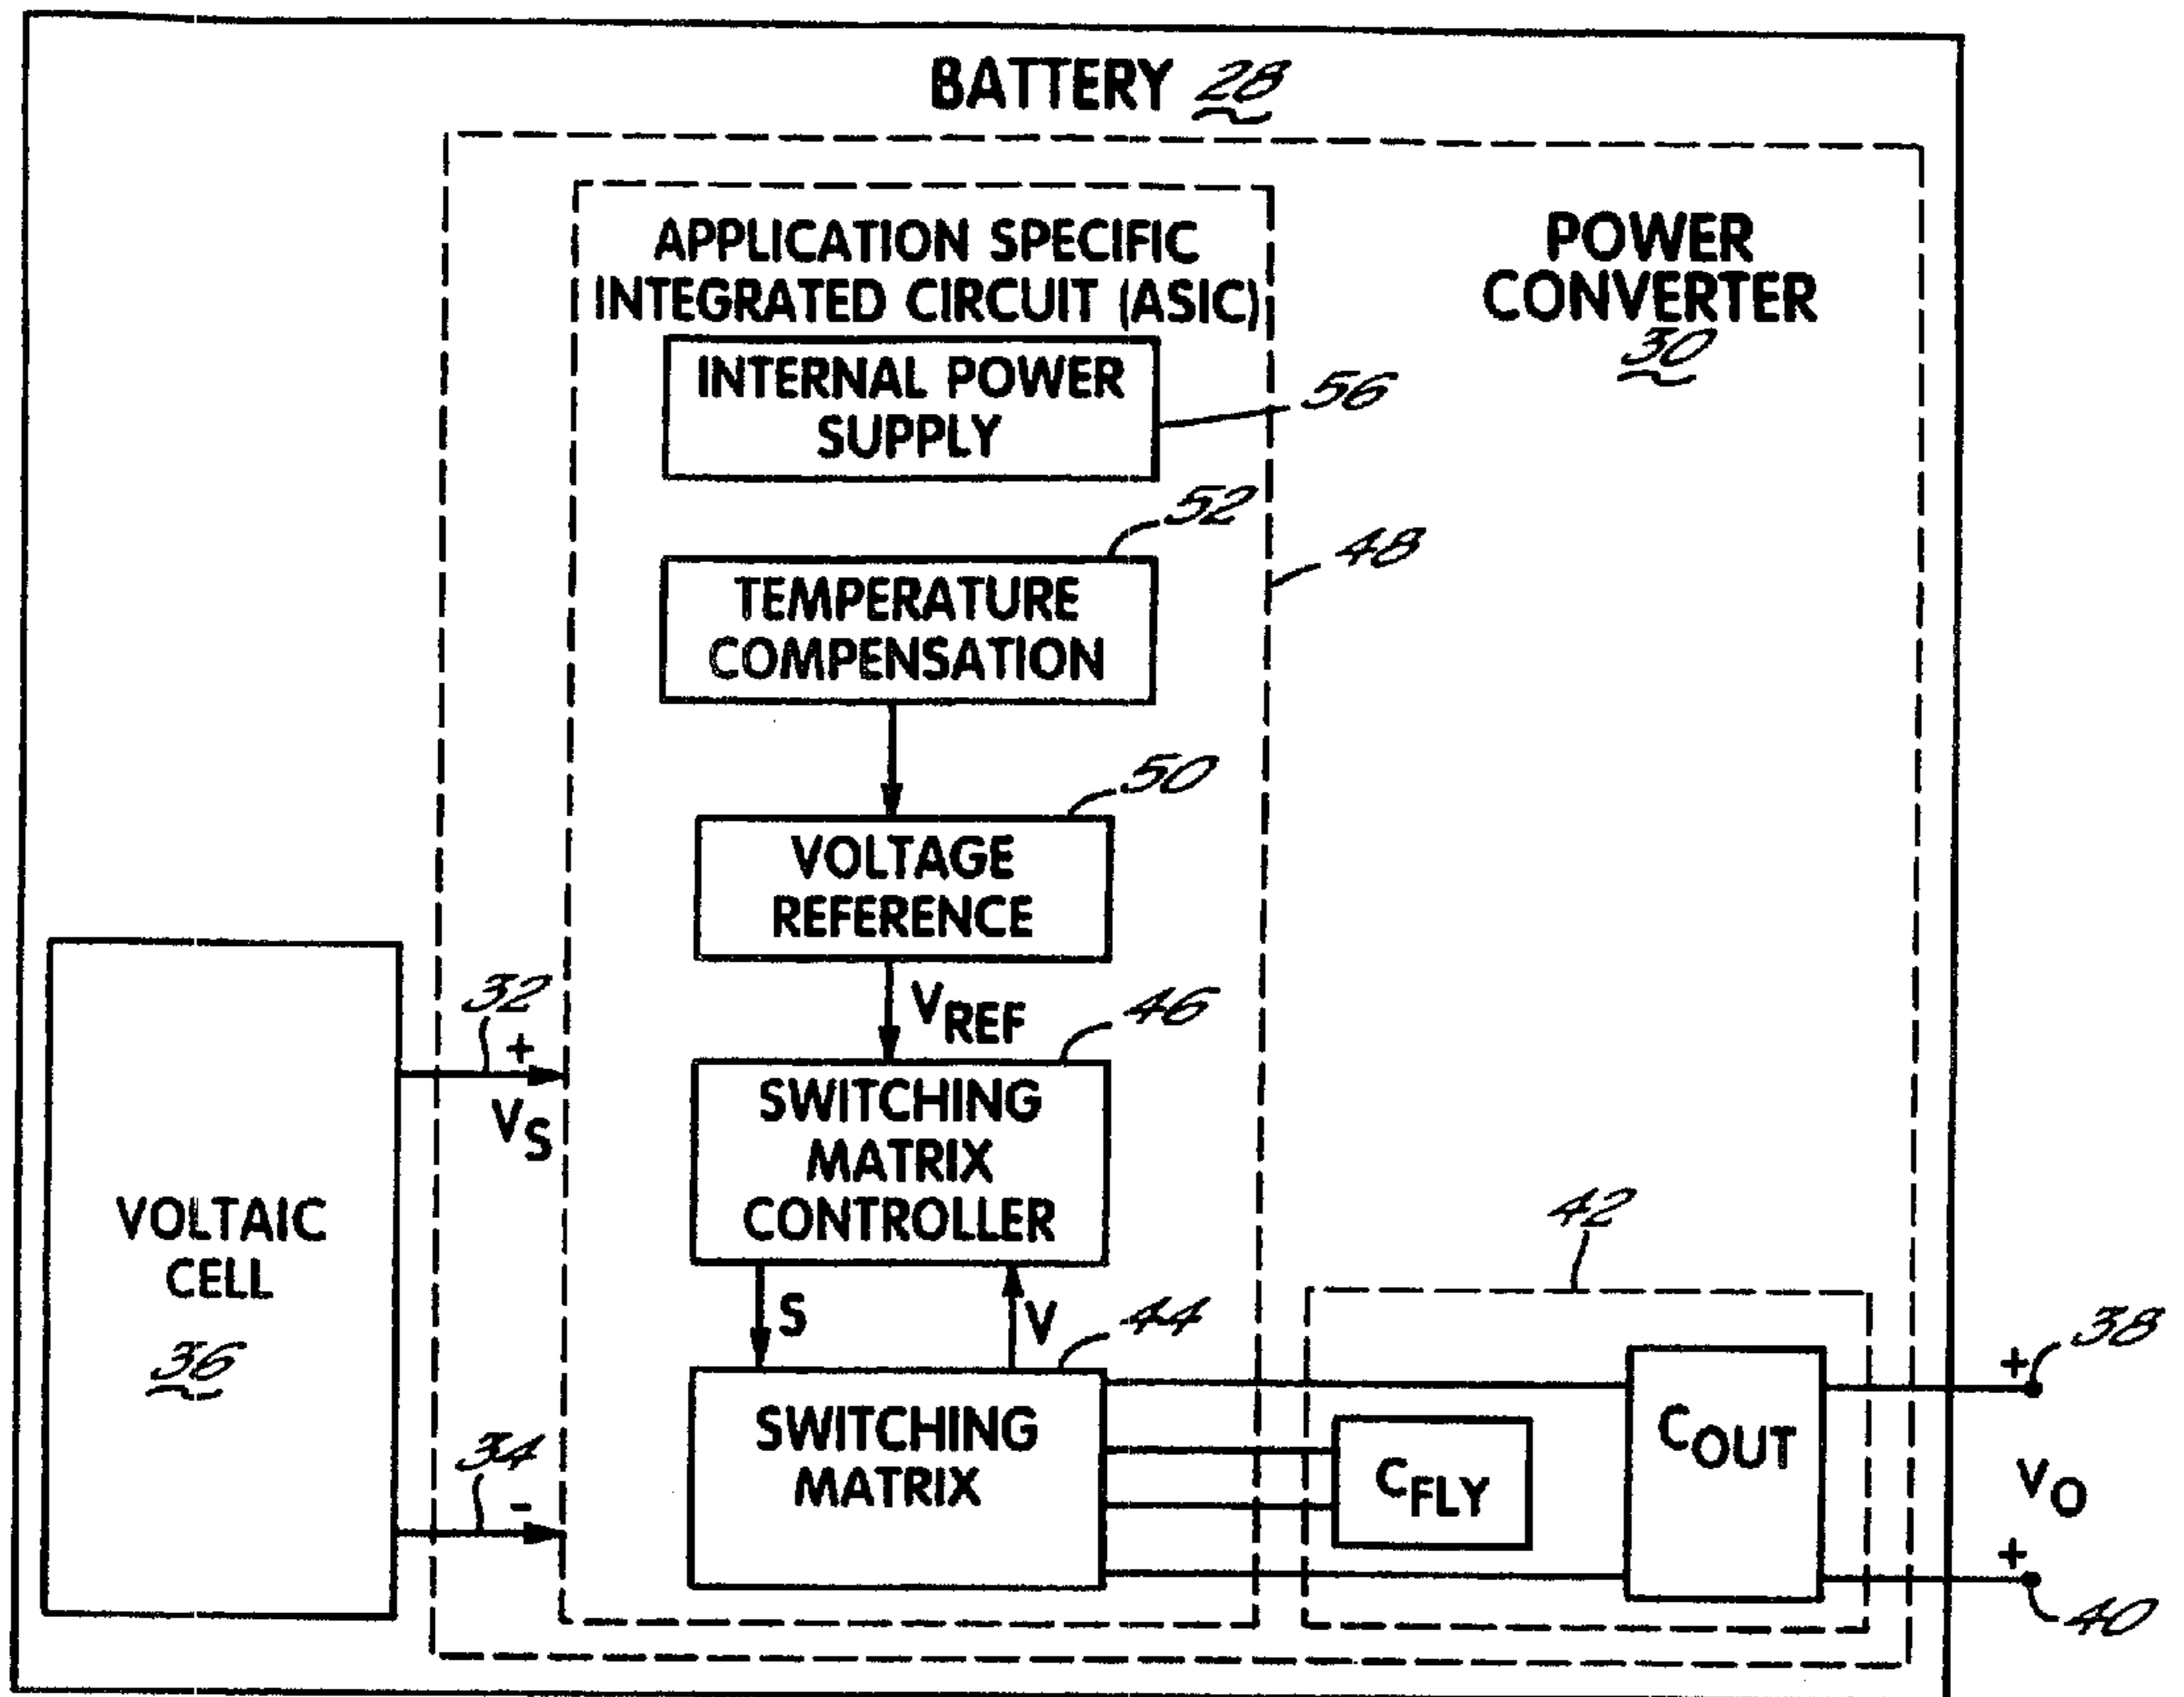 BATTERY 28
APPLICATION SPECIFIC
INTEGRATED CIRCUIT (ASIC)
POWER
CONVERTER
30
INTERNAL POWER
SUPPLY
56
52
48
TEMPERATURE
COMPENSATION
50
VOLTAGE
REFERENCE
32
+
VS
VREF
46
SWITCHING
MATRIX
CONTROLLER
VOLTAIC
CELL
36
42
S
V
44
38
+
SWITCHING
MATRIX
CFLY
COUT
VO
34
-
+
40